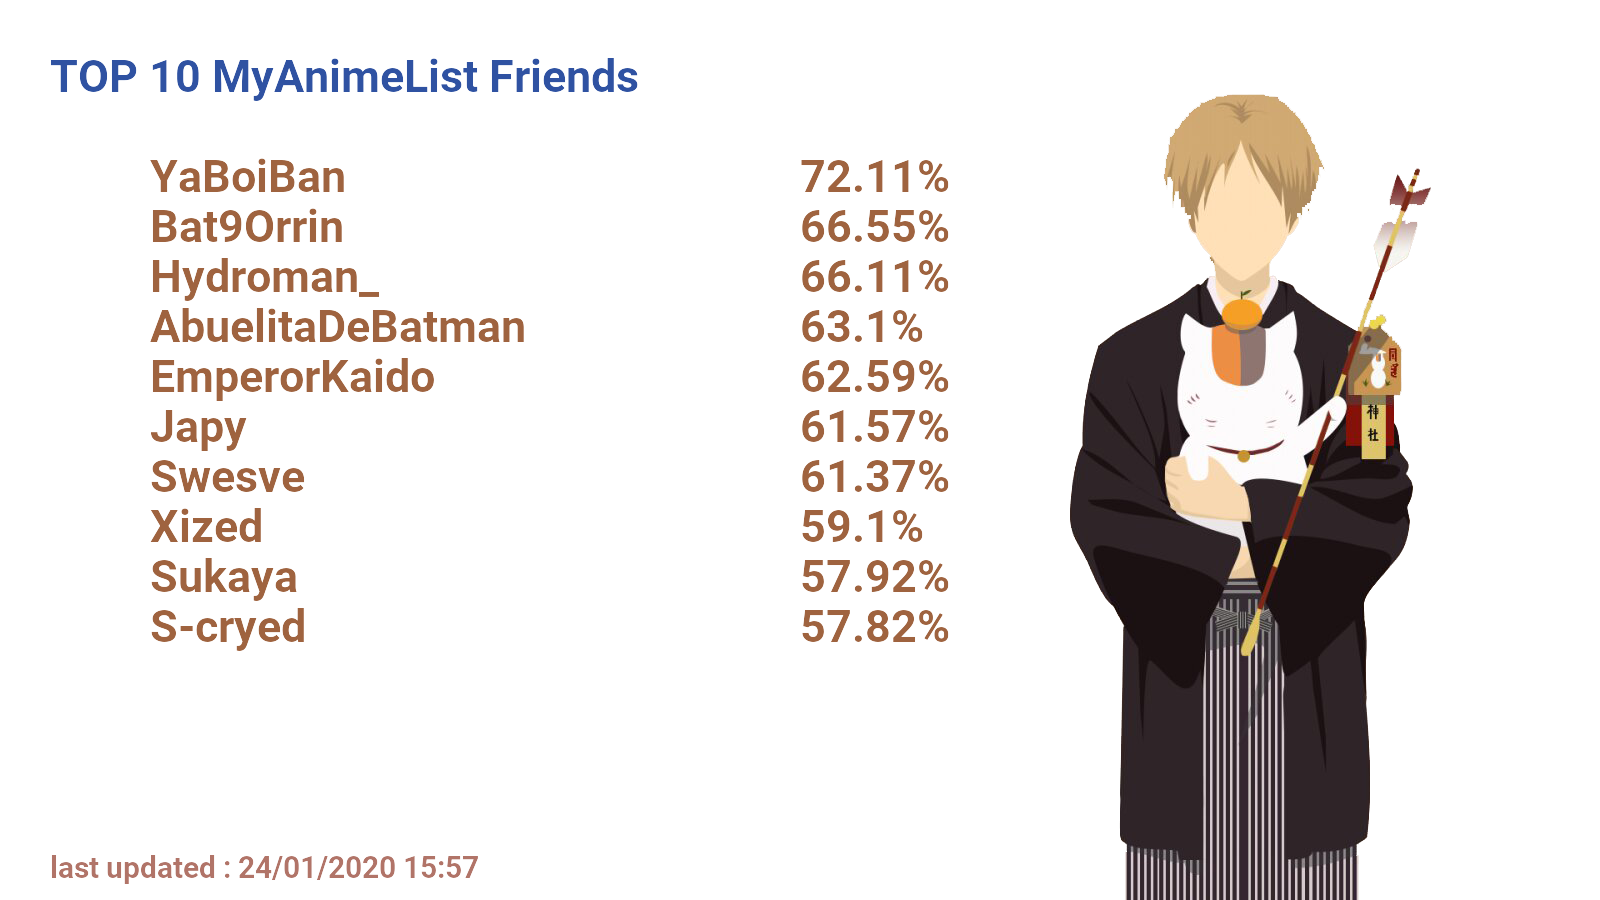 TOP 10 MyAnimeList Friends
YaBoiBan 72.11%
Bat9Orrin 66.55%
Hydroman_ 66.11%
AbuelitaDeBatman 63.1%
EmperorKaido 62.59%
Japy 61.57%
Swesve 61.37%
Xized 59.1%
Sukaya 57.92%
S-cryed 57.82%
神
社
last updated : 24/01/2020 15:57